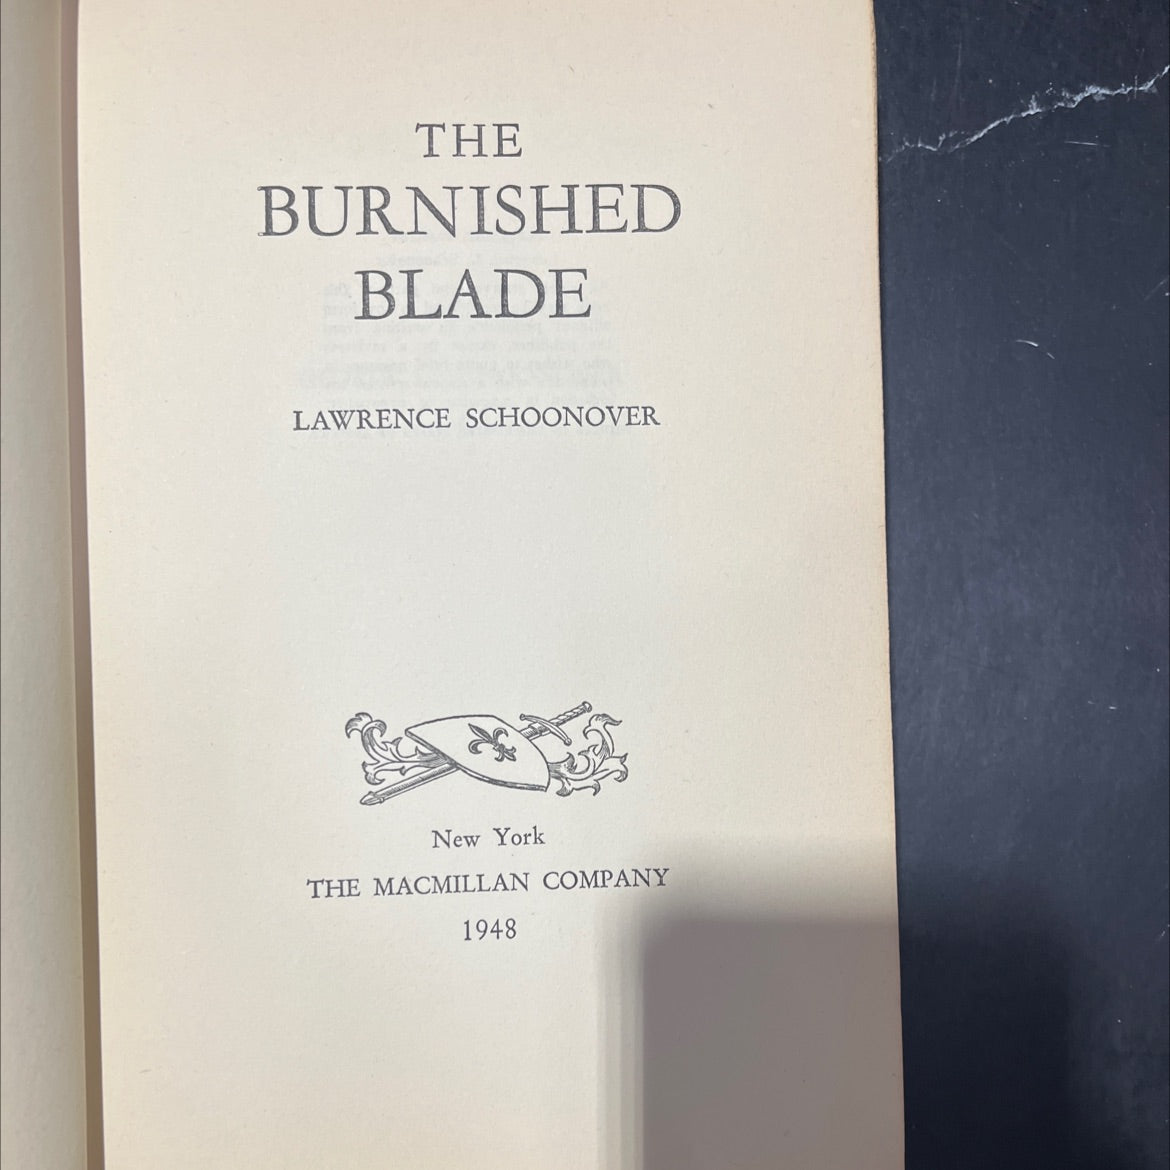 THE
BURNISHED
BLADE
LAWRENCE SCHOONOVER
New York
THE MACMILLAN COMPANY
1948